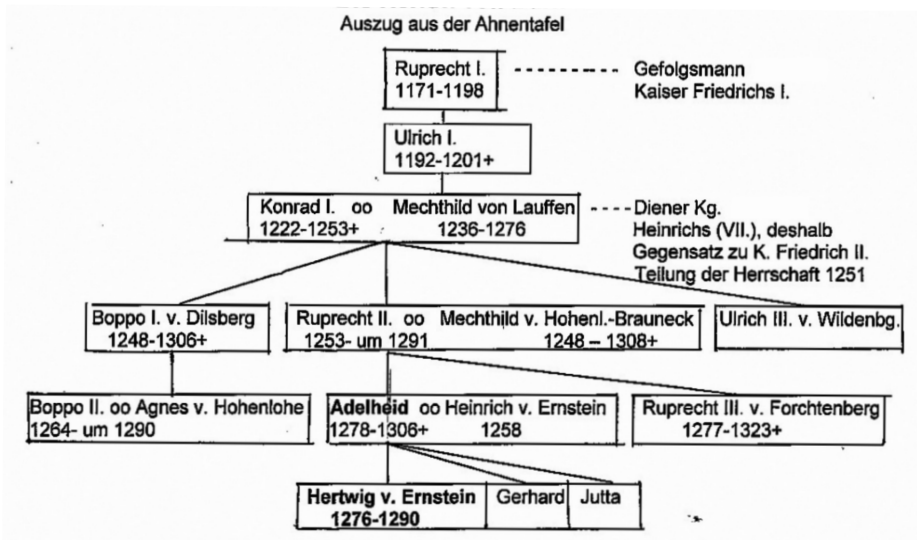 Auszug aus der Ahnentafel
Ruprecht I.
1171-1198
---------- Gefolgsmann
Kaiser Friedrichs I.
Ulrich I.
1192-1201+
Konrad I. oo Mechthild von Lauffen
1222-1253+ 1236-1276
---- Diener Kg.
Heinrichs (VII.), deshalb
Gegensatz zu K. Friedrich II.
Teilung der Herrschaft 1251
Boppo I. v. Dilsberg
1248-1306+
Ruprecht II. oo Mechthild v. Hohenl.-Brauneck
1253- um 1291 1248 – 1308+
Ulrich III. v. Wildenbg.
Boppo II. oo Agnes v. Hohenlohe
1264- um 1290
Adelheid oo Heinrich v. Ernstein
1278-1306+ 1258
Ruprecht III. v. Forchtenberg
1277-1323+
Hertwig v. Ernstein
1276-1290
Gerhard
Jutta